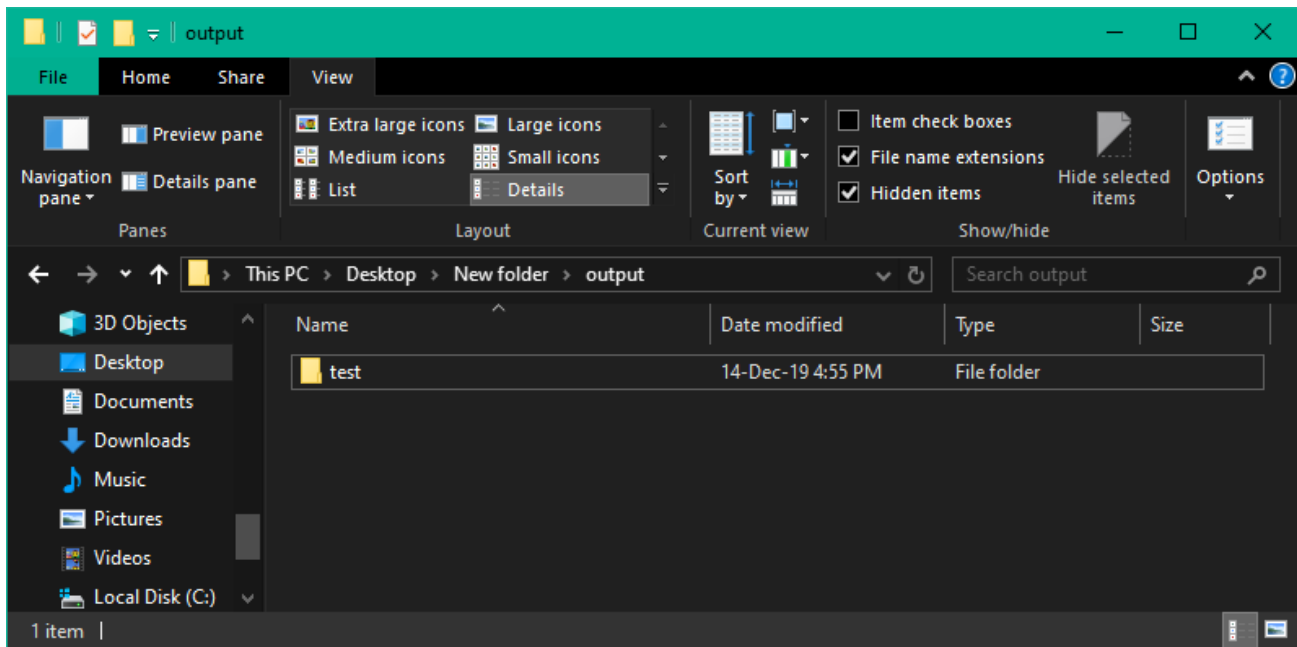 output
File Home Share View
Navigation pane
Preview pane
Details pane
Panes
Extra large icons Large icons
Medium icons Small icons
List Details
Layout
Sort by
Current view
Item check boxes
File name extensions
Hidden items
Hide selected items
Show/hide
Options
This PC > Desktop > New folder > output
Search output
3D Objects
Desktop
Documents
Downloads
Music
Pictures
Videos
Local Disk (C:)
Name Date modified Type Size
test 14-Dec-19 4:55 PM File folder
1 item